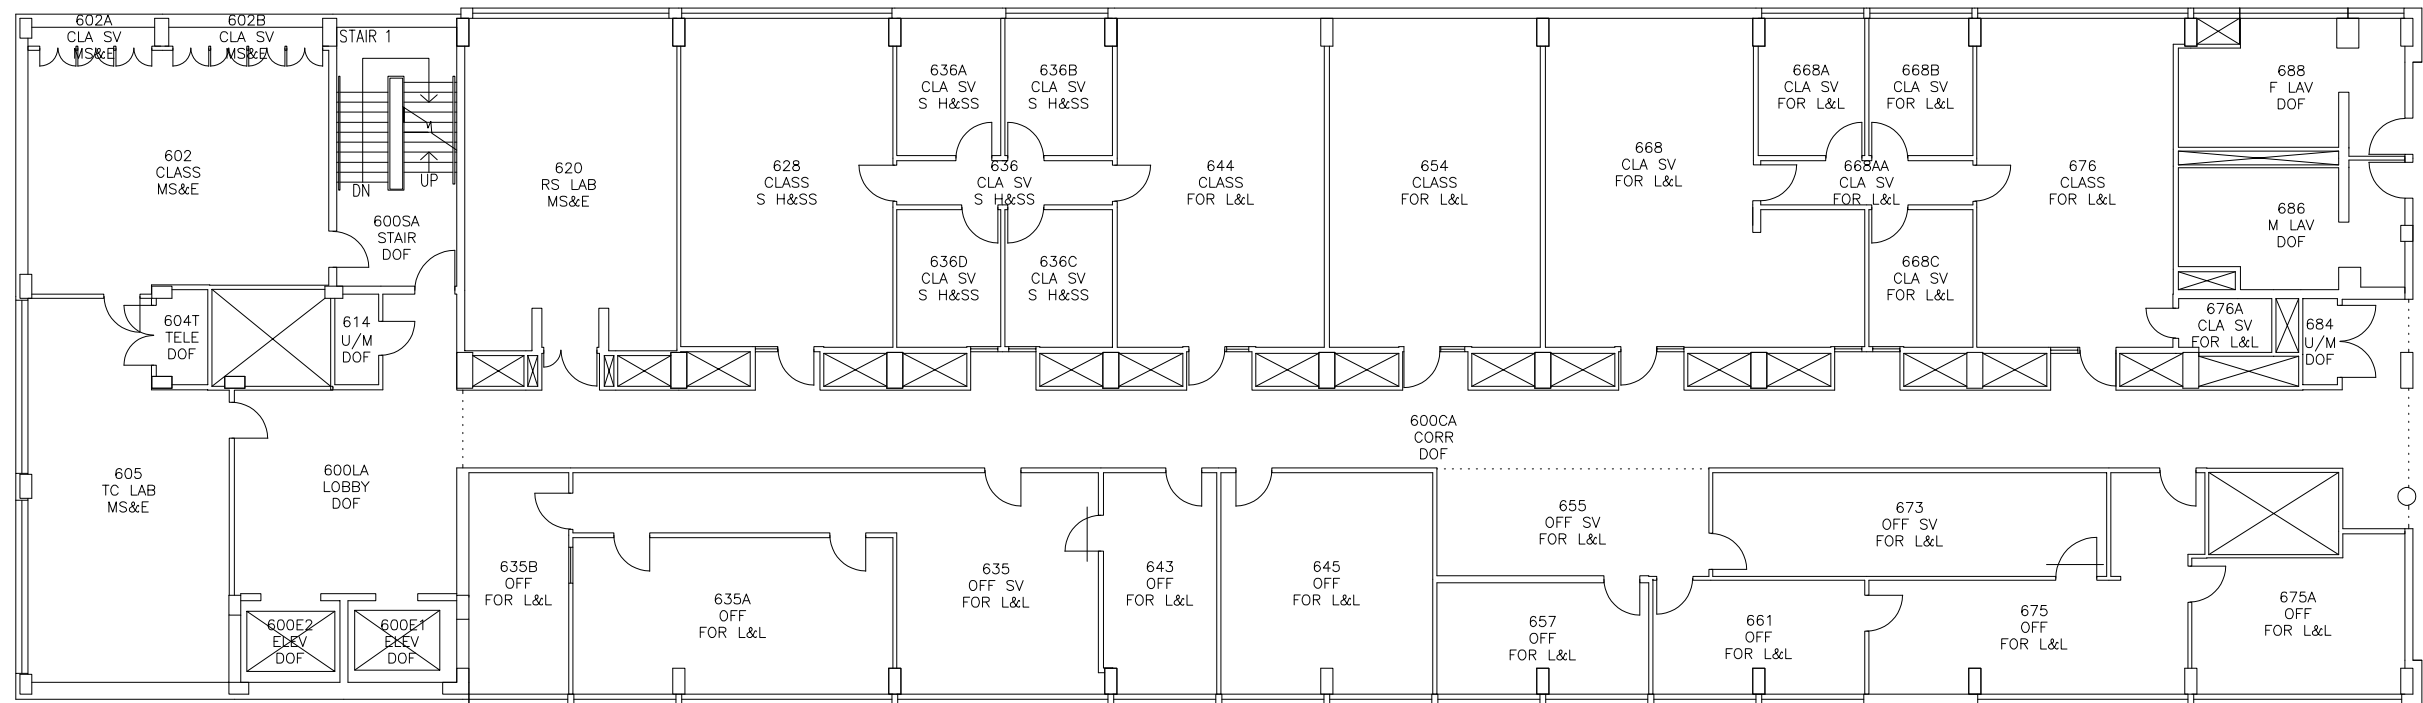 602A
CLA SV
MS&E
602B
CLA SV
MS&E
STAIR 1
DN
UP
602
CLASS
MS&E
600SA
STAIR
DOF
620
RS LAB
MS&E
628
CLASS
S H&SS
636A
CLA SV
S H&SS
636B
CLA SV
S H&SS
636
CLA SV
S H&SS
636D
CLA SV
S H&SS
636C
CLA SV
S H&SS
644
CLASS
FOR L&L
654
CLASS
FOR L&L
668
CLA SV
FOR L&L
668A
CLA SV
FOR L&L
668B
CLA SV
FOR L&L
668AA
CLA SV
FOR L&L
668C
CLA SV
FOR L&L
676
CLASS
FOR L&L
688
F LAV
DOF
686
M LAV
DOF
676A
CLA SV
FOR L&L
684
U/M
DOF
604T
TELE
DOF
614
U/M
DOF
600CA
CORR
DOF
605
TC LAB
MS&E
600LA
LOBBY
DOF
600E2
ELEV
DOF
600E1
ELEV
DOF
635B
OFF
FOR L&L
635A
OFF
FOR L&L
635
OFF SV
FOR L&L
643
OFF
FOR L&L
645
OFF
FOR L&L
655
OFF SV
FOR L&L
657
OFF
FOR L&L
661
OFF
FOR L&L
673
OFF SV
FOR L&L
675
OFF
FOR L&L
675A
OFF
FOR L&L